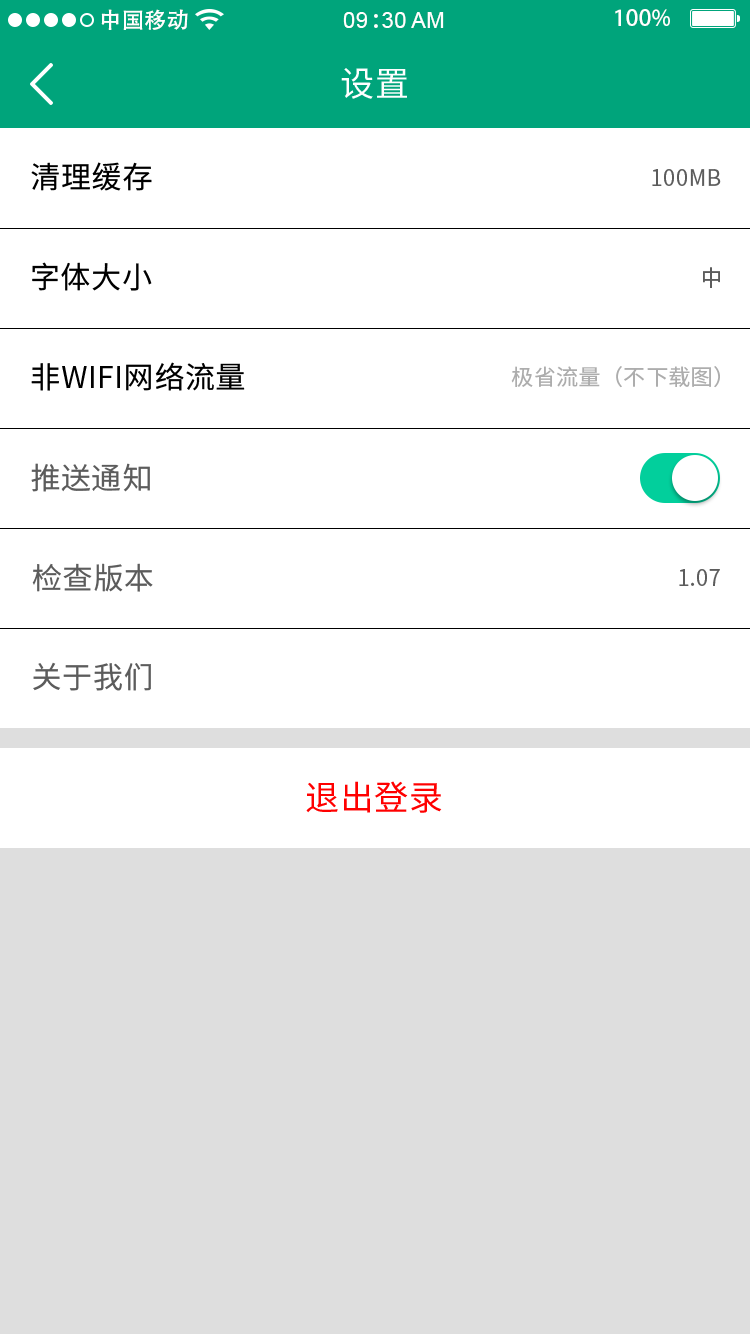 中国移动 09:30 AM 100%
设置
清理缓存 100MB
字体大小 中
非WIFI网络流量 极省流量（不下载图）
推送通知
检查版本 1.07
关于我们
退出登录